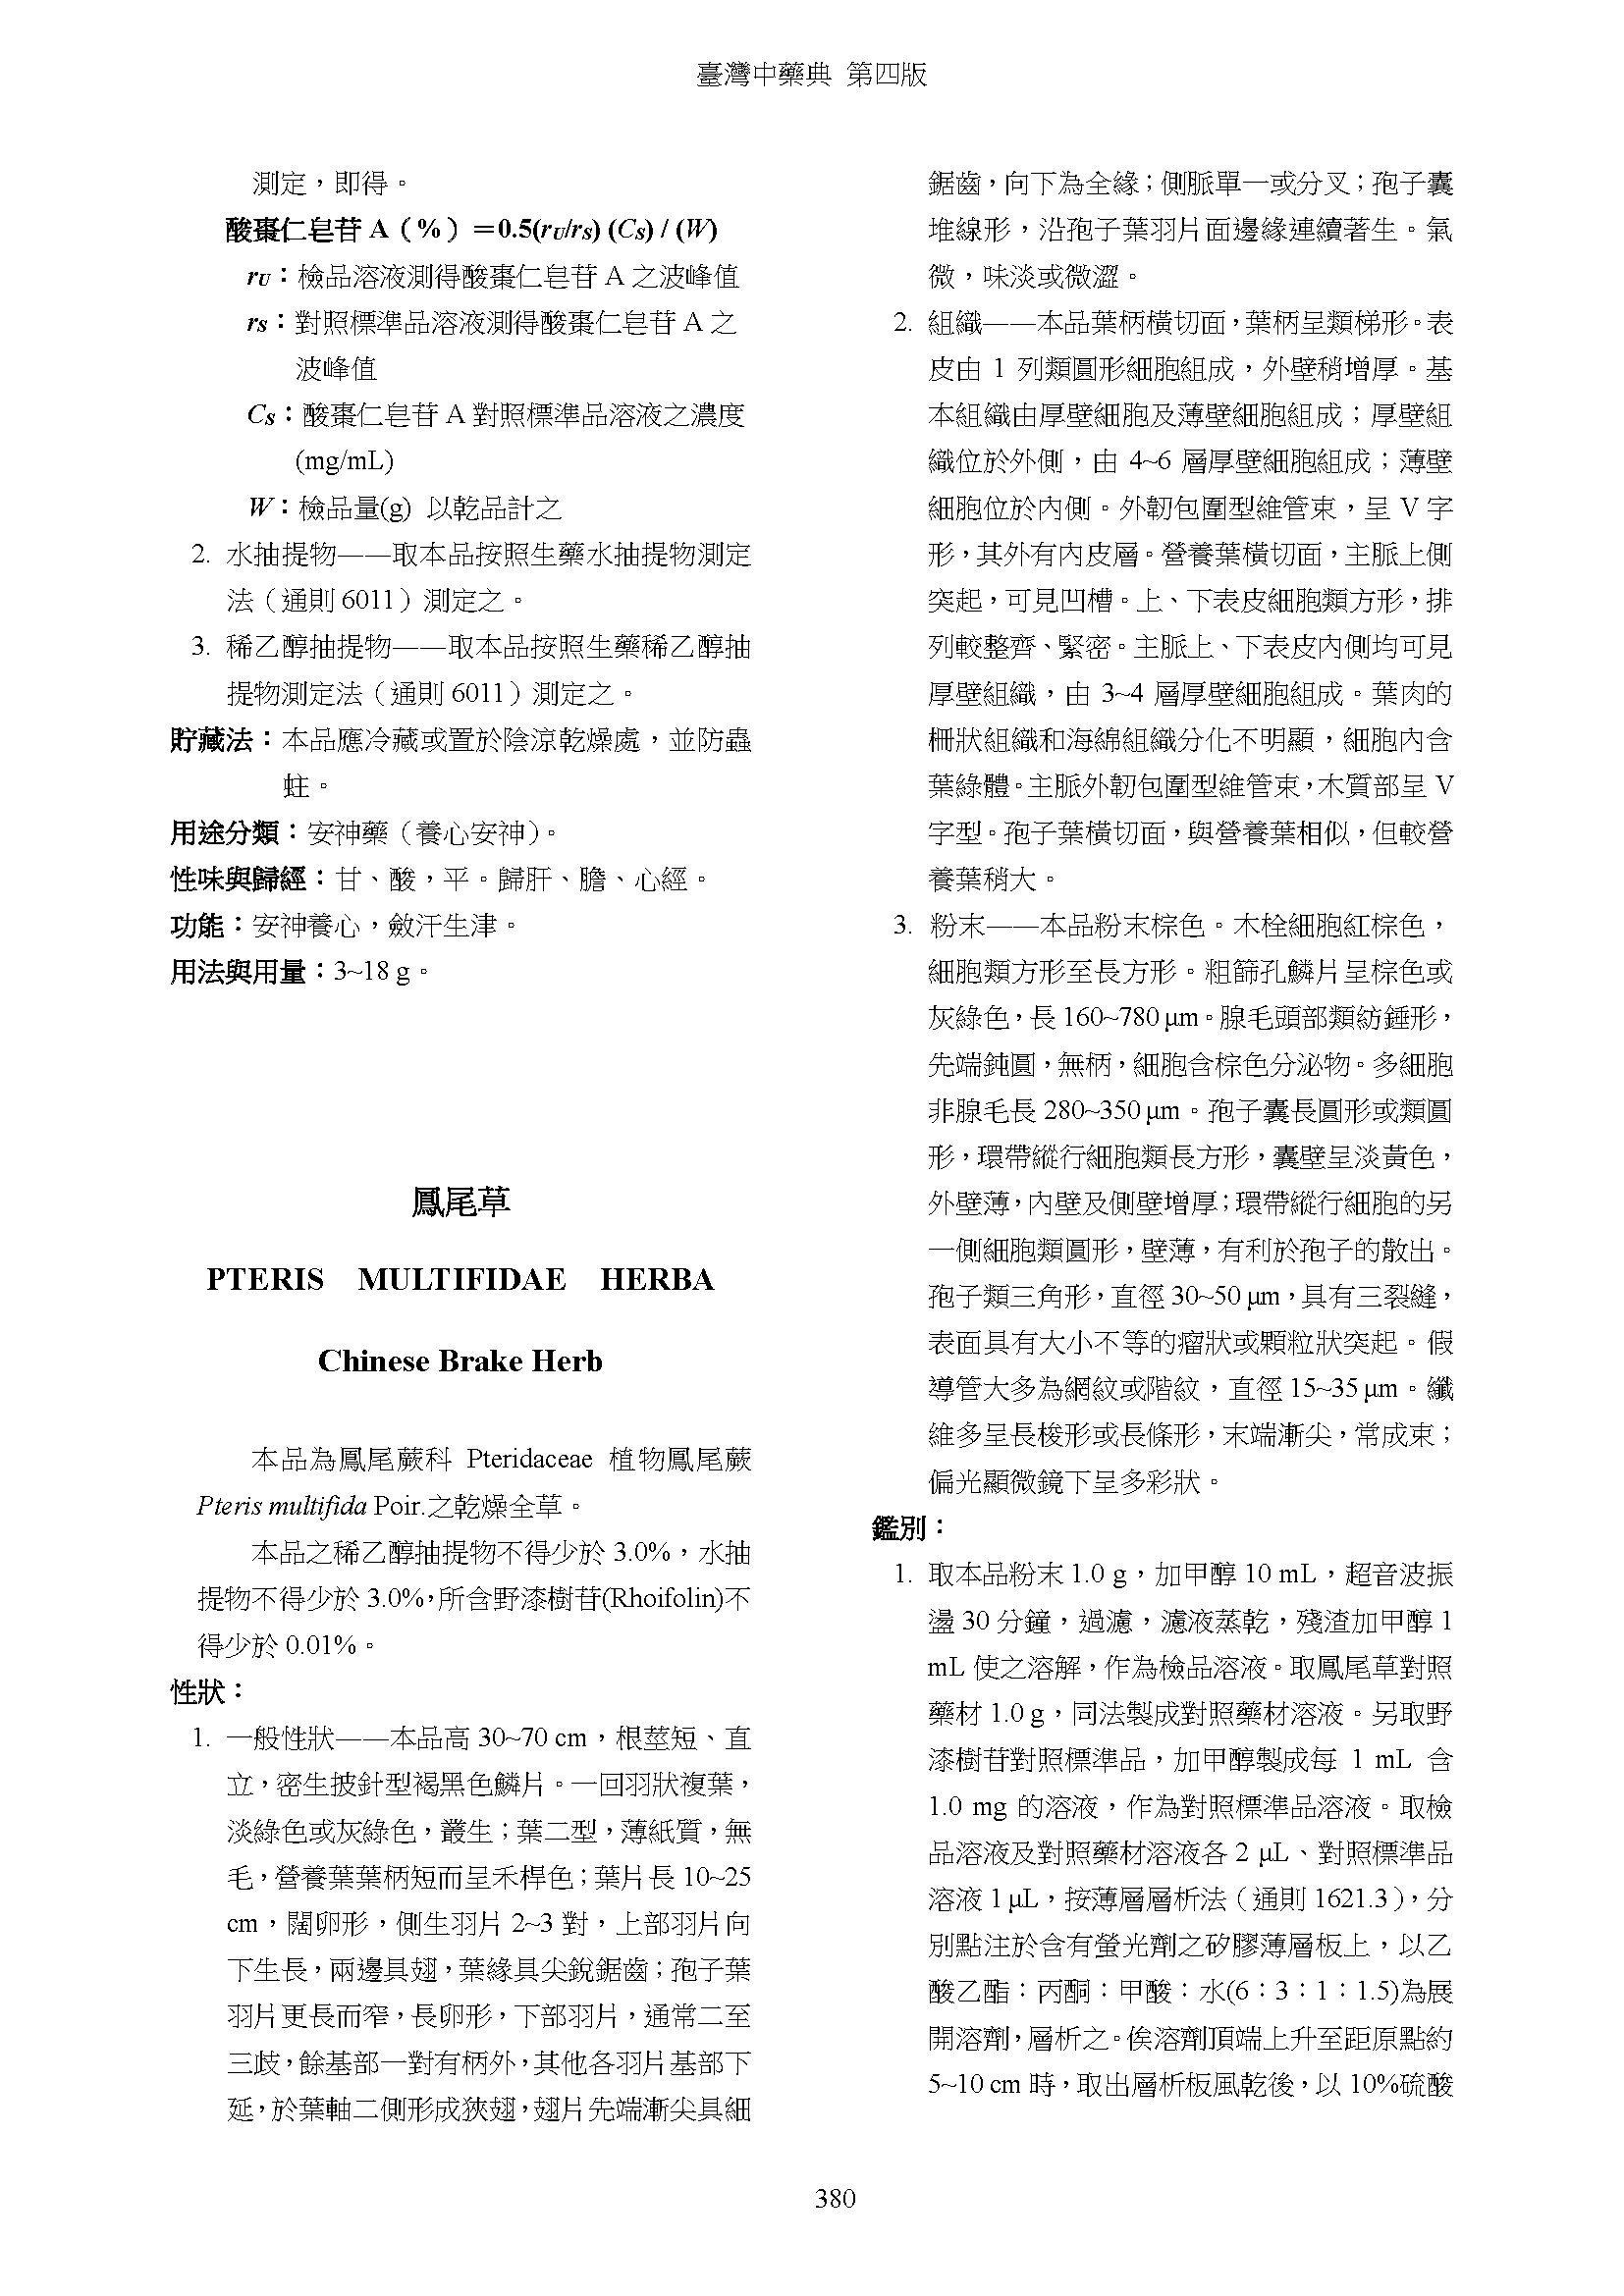 臺灣中藥典 第四版
測定，即得。
酸棗仁皂苷 A（%）＝0.5(rU/rS) (CS) / (W)
rU：檢品溶液測得酸棗仁皂苷 A 之波峰值
rS：對照標準品溶液測得酸棗仁皂苷 A 之
波峰值
CS：酸棗仁皂苷 A 對照標準品溶液之濃度
(mg/mL)
W：檢品量(g) 以乾品計之
2. 水抽提物——取本品按照生藥水抽提物測定
法（通則 6011）測定之。
3. 稀乙醇抽提物——取本品按照生藥稀乙醇抽
提物測定法（通則 6011）測定之。
貯藏法：本品應冷藏或置於陰涼乾燥處，並防蟲
蛀。
用途分類：安神藥（養心安神）。
性味與歸經：甘、酸，平。歸肝、膽、心經。
功能：安神養心，斂汗生津。
用法與用量：3~18 g。
鳳尾草
PTERIS MULTIFIDAE HERBA
Chinese Brake Herb
本品為鳳尾蕨科 Pteridaceae 植物鳳尾蕨
Pteris multifida Poir.之乾燥全草。
本品之稀乙醇抽提物不得少於 3.0%，水抽
提物不得少於 3.0%，所含野漆樹苷(Rhoifolin)不
得少於 0.01%。
性狀：
1. 一般性狀——本品高 30~70 cm，根莖短、直
立，密生披針型褐黑色鱗片。一回羽狀複葉，
淡綠色或灰綠色，叢生；葉二型，薄紙質，無
毛，營養葉葉柄短而呈禾桿色；葉片長 10~25
cm，闊卵形，側生羽片 2~3 對，上部羽片向
下生長，兩邊具翅，葉緣具尖銳鋸齒；孢子葉
羽片更長而窄，長卵形，下部羽片，通常二至
三歧，餘基部一對有柄外，其他各羽片基部下
延，於葉軸二側形成狹翅，翅片先端漸尖具細
鋸齒，向下為全緣；側脈單一或分叉；孢子囊
堆線形，沿孢子葉羽片面邊緣連續著生。氣
微，味淡或微澀。
2. 組織——本品葉柄橫切面，葉柄呈類梯形。表
皮由 1 列類圓形細胞組成，外壁稍增厚。基
本組織由厚壁細胞及薄壁細胞組成；厚壁組
織位於外側，由 4~6 層厚壁細胞組成；薄壁
細胞位於內側。外韌包圍型維管束，呈 V 字
形，其外有內皮層。營養葉橫切面，主脈上側
突起，可見凹槽。上、下表皮細胞類方形，排
列較整齊、緊密。主脈上、下表皮內側均可見
厚壁組織，由 3~4 層厚壁細胞組成。葉肉的
柵狀組織和海綿組織分化不明顯，細胞內含
葉綠體。主脈外韌包圍型維管束，木質部呈 V
字型。孢子葉橫切面，與營養葉相似，但較營
養葉稍大。
3. 粉末——本品粉末棕色。木栓細胞紅棕色，
細胞類方形至長方形。粗篩孔鱗片呈棕色或
灰綠色，長 160~780 μm。腺毛頭部類紡錘形，
先端鈍圓，無柄，細胞含棕色分泌物。多細胞
非腺毛長 280~350 μm。孢子囊長圓形或類圓
形，環帶縱行細胞類長方形，囊壁呈淡黃色，
外壁薄，內壁及側壁增厚；環帶縱行細胞的另
一側細胞類圓形，壁薄，有利於孢子的散出。
孢子類三角形，直徑 30~50 μm，具有三裂縫，
表面具有大小不等的瘤狀或顆粒狀突起。假
導管大多為網紋或階紋，直徑 15~35 μm。纖
維多呈長梭形或長條形，末端漸尖，常成束；
偏光顯微鏡下呈多彩狀。
鑑別：
1. 取本品粉末 1.0 g，加甲醇 10 mL，超音波振
盪 30 分鐘，過濾，濾液蒸乾，殘渣加甲醇 1
mL 使之溶解，作為檢品溶液。取鳳尾草對照
藥材 1.0 g，同法製成對照藥材溶液。另取野
漆樹苷對照標準品，加甲醇製成每 1 mL 含
1.0 mg 的溶液，作為對照標準品溶液。取檢
品溶液及對照藥材溶液各 2 μL、對照標準品
溶液 1 μL，按薄層層析法（通則 1621.3），分
別點注於含有螢光劑之矽膠薄層板上，以乙
酸乙酯：丙酮：甲酸：水(6：3：1：1.5)為展
開溶劑，層析之。俟溶劑頂端上升至距原點約
5~10 cm 時，取出層析板風乾後，以 10%硫酸
380